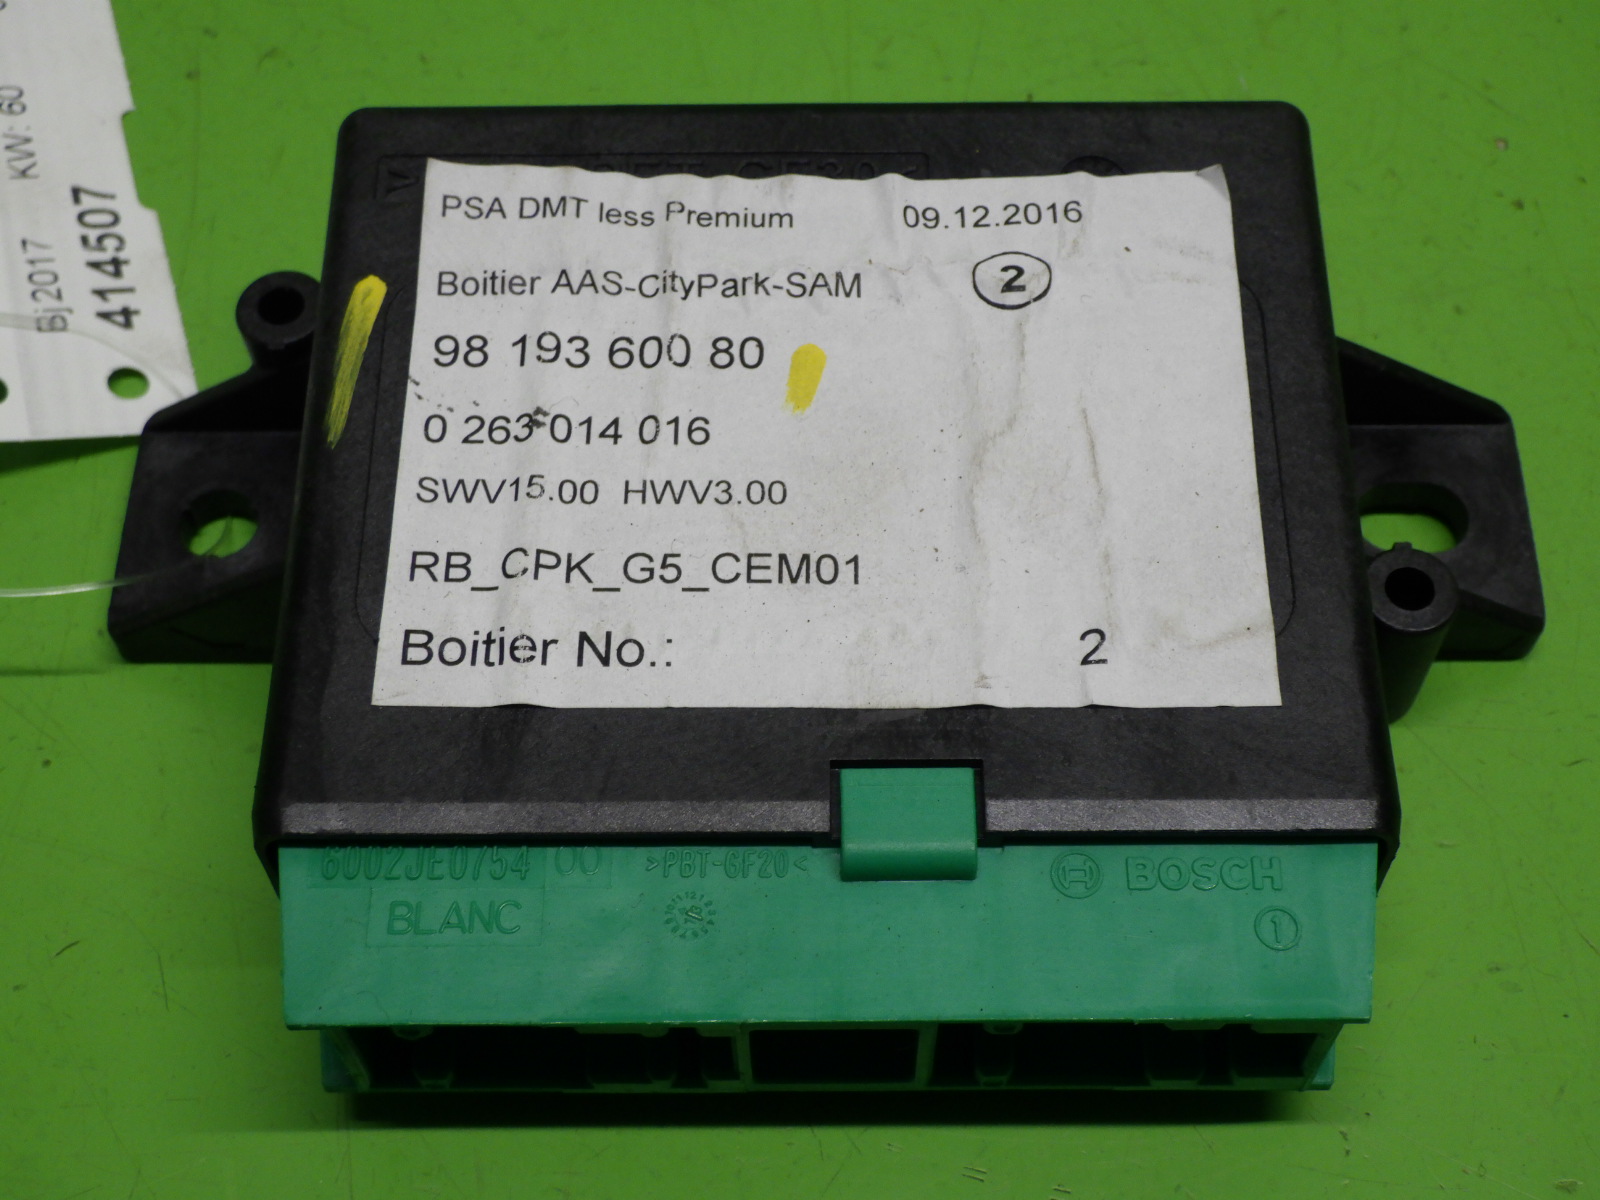 KW: 60
Bj2017
414507
PSA DMT less Premium 09.12.2016
Boitier AAS-CityPark-SAM 2
98 193 600 80
0 263 014 016
SWV15.00 HWV3.00
RB_CPK_G5_CEM01
Boitier No.: 2
6002JE0754 00 >PBT-GF20< BOSCH
BLANC 1